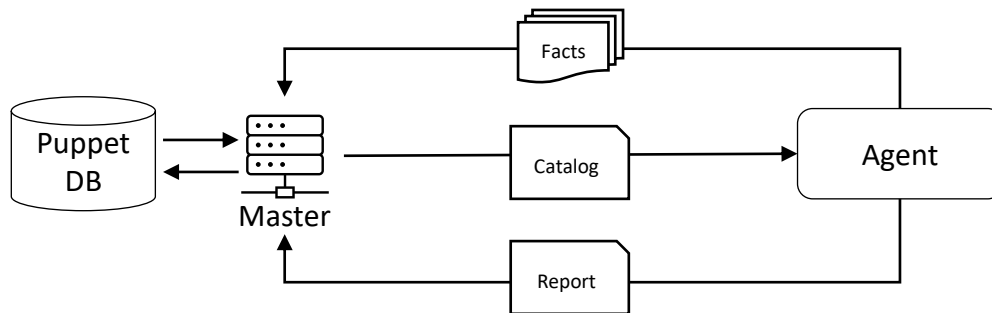 Facts
Puppet
DB
Catalog
Agent
Master
Report